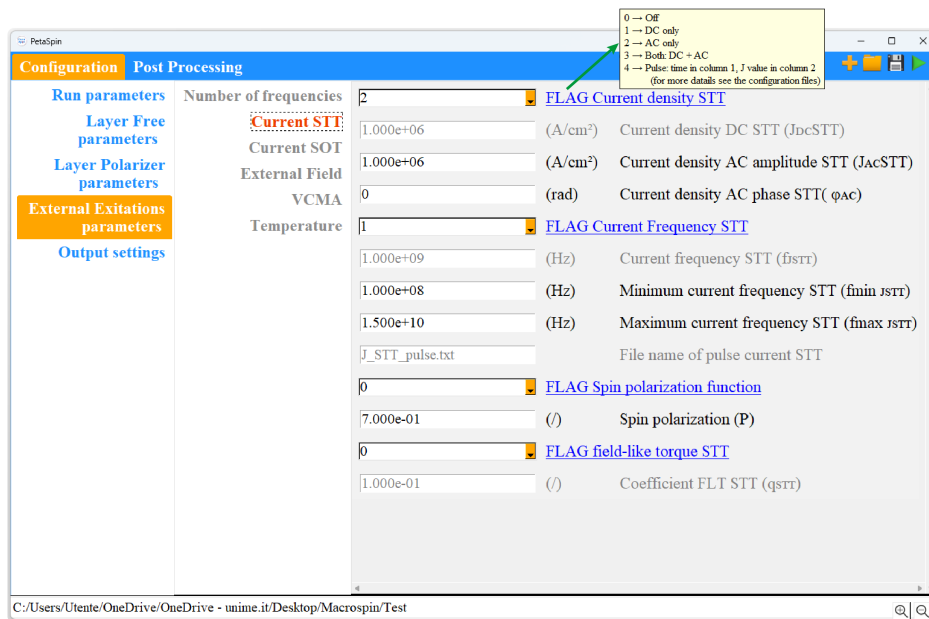 0 → Off
1 → DC only
2 → AC only
3 → Both: DC + AC
4 → Pulse: time in column 1, J value in column 2
(for more datails see the configuration files)
PetaSpin
Configuration Post Processing
Run parameters
Layer Free
parameters
Layer Polarizer
parameters
External Exitations
parameters
Output settings
Number of frequencies
Current STT
Current SOT
External Field
VCMA
Temperature
2 FLAG Current density STT
1.000e+06 (A/cm²) Current density DC STT (JDCSTT)
1.000e+06 (A/cm²) Current density AC amplitude STT (JACSTT)
0 (rad) Current density AC phase STT( φAC)
1 FLAG Current Frequency STT
1.000e+09 (Hz) Current frequency STT (fJSTT)
1.000e+08 (Hz) Minimum current frequency STT (fmin JSTT)
1.500e+10 (Hz) Maximum current frequency STT (fmax JSTT)
J_STT_pulse.txt File name of pulse current STT
0 FLAG Spin polarization function
7.000e-01 (/) Spin polarization (P)
0 FLAG field-like torque STT
1.000e-01 (/) Coefficient FLT STT (qSTT)
C:/Users/Utente/OneDrive/OneDrive - unime.it/Desktop/Macrospin/Test